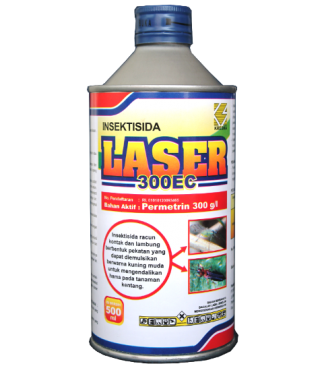 INSEKTISIDA
LASER
300EC
Bahan Aktif : Permetrin 300 g/l
Insektisida racun
kontak dan lambung
berbentuk pekatan yang
dapat diemulsikan
berwarna kuning muda
untuk mengendalikan
hama pada tanaman
kentang.
500
ml